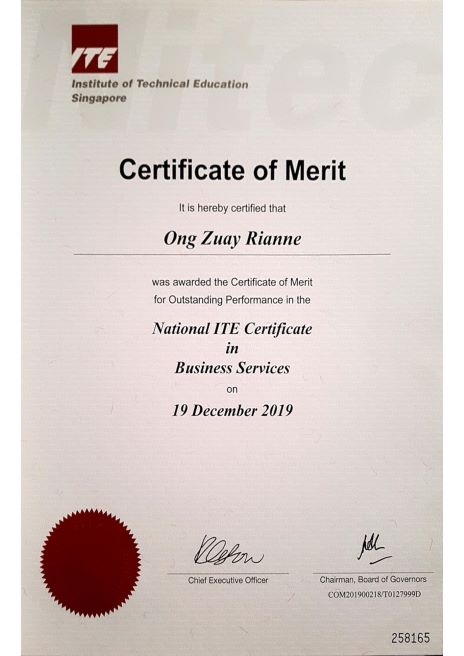 Nitec
ITE
Institute of Technical Education
Singapore
Certificate of Merit
It is hereby certified that
Ong Zuay Rianne
was awarded the Certificate of Merit
for Outstanding Performance in the
National ITE Certificate
in
Business Services
on
19 December 2019
Chief Executive Officer
Chairman, Board of Governors
COM201900218/T0127999D
258165